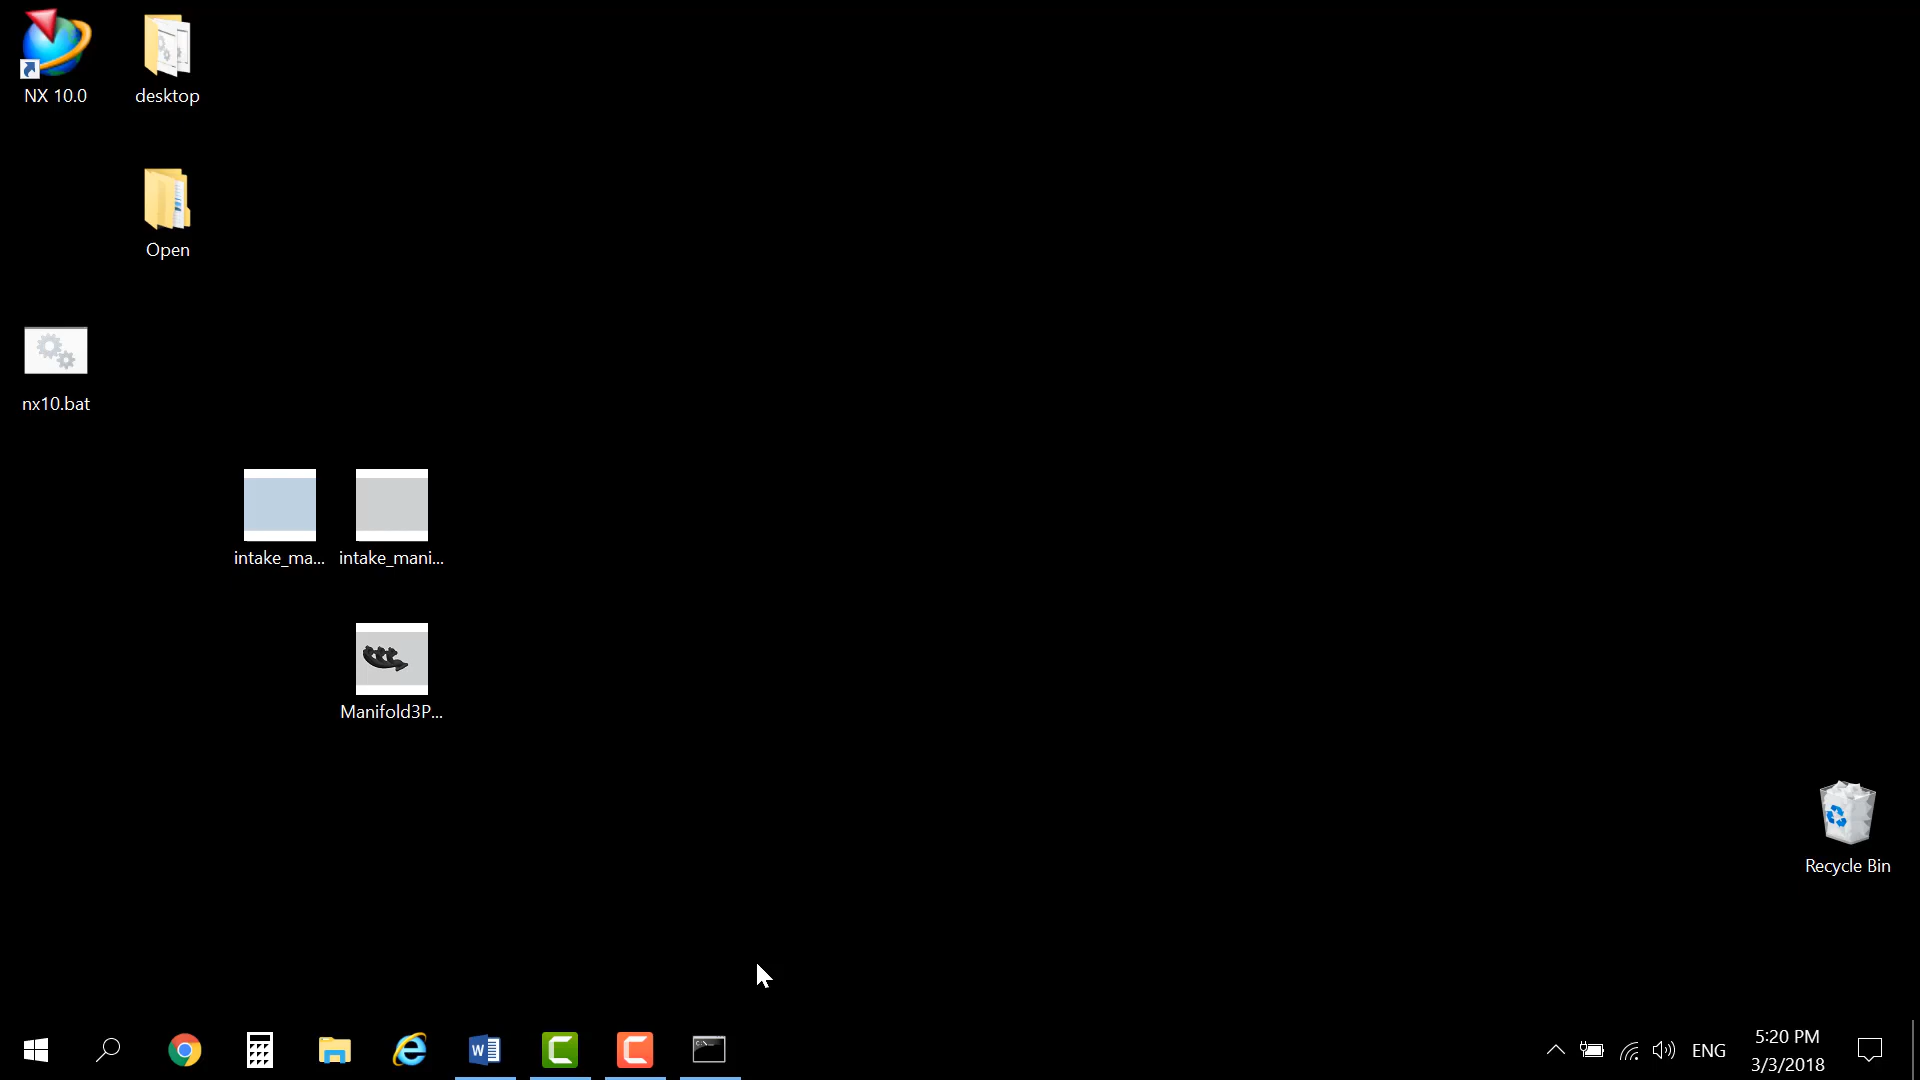 NX 10.0
desktop
Open
nx10.bat
intake_ma...
intake_mani...
Manifold3P...
Recycle Bin
ENG
5:20 PM
3/3/2018